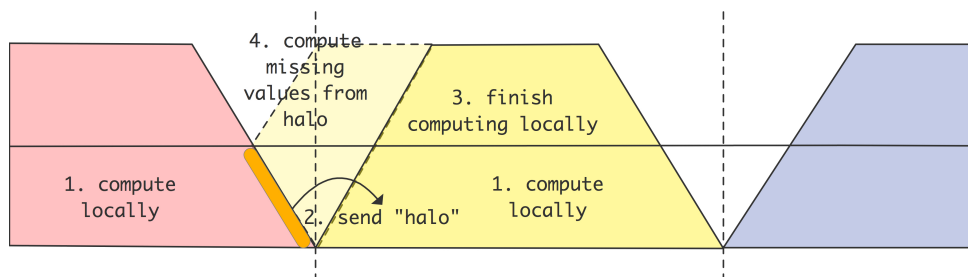 4. compute
missing
values from
halo
3. finish
computing locally
1. compute
locally
2. send "halo"
1. compute
locally